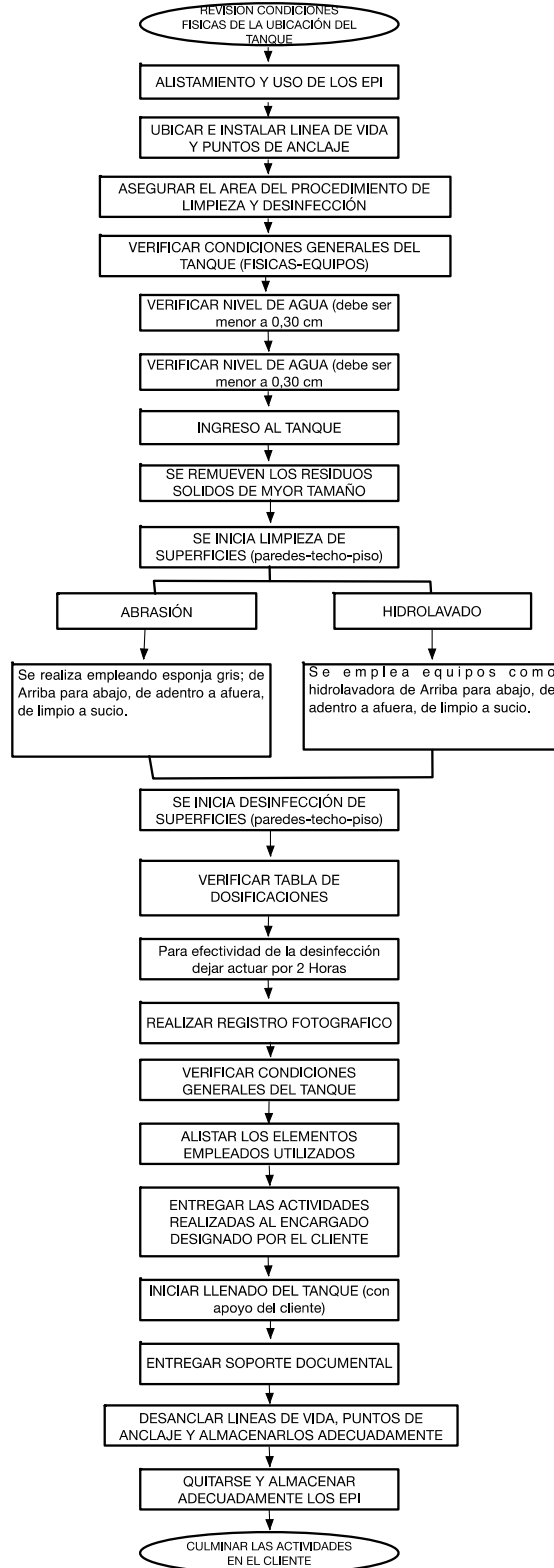 REVISION CONDICIONES
FISICAS DE LA UBICACIÓN DEL
TANQUE
ALISTAMIENTO Y USO DE LOS EPI
UBICAR E INSTALAR LINEA DE VIDA
Y PUNTOS DE ANCLAJE
ASEGURAR EL AREA DEL PROCEDIMIENTO DE
LIMPIEZA Y DESINFECCIÓN
VERIFICAR CONDICIONES GENERALES DEL
TANQUE (FISICAS-EQUIPOS)
VERIFICAR NIVEL DE AGUA (debe ser
menor a 0,30 cm
VERIFICAR NIVEL DE AGUA (debe ser
menor a 0,30 cm
INGRESO AL TANQUE
SE REMUEVEN LOS RESIDUOS
SOLIDOS DE MYOR TAMAÑO
SE INICIA LIMPIEZA DE
SUPERFICIES (paredes-techo-piso)
ABRASIÓN
HIDROLAVADO
Se realiza empleando esponja gris; de
Arriba para abajo, de adentro a afuera,
de limpio a sucio.
Se emplea equipos como
hidrolavadora de Arriba para abajo, de
adentro a afuera, de limpio a sucio.
SE INICIA DESINFECCIÓN DE
SUPERFICIES (paredes-techo-piso)
VERIFICAR TABLA DE
DOSIFICACIONES
Para efectividad de la desinfección
dejar actuar por 2 Horas
REALIZAR REGISTRO FOTOGRAFICO
VERIFICAR CONDICIONES
GENERALES DEL TANQUE
ALISTAR LOS ELEMENTOS
EMPLEADOS UTILIZADOS
ENTREGAR LAS ACTIVIDADES
REALIZADAS AL ENCARGADO
DESIGNADO POR EL CLIENTE
INICIAR LLENADO DEL TANQUE (con
apoyo del cliente)
ENTREGAR SOPORTE DOCUMENTAL
DESANCLAR LINEAS DE VIDA, PUNTOS DE
ANCLAJE Y ALMACENARLOS ADECUADAMENTE
QUITARSE Y ALMACENAR
ADECUADAMENTE LOS EPI
CULMINAR LAS ACTIVIDADES
EN EL CLIENTE